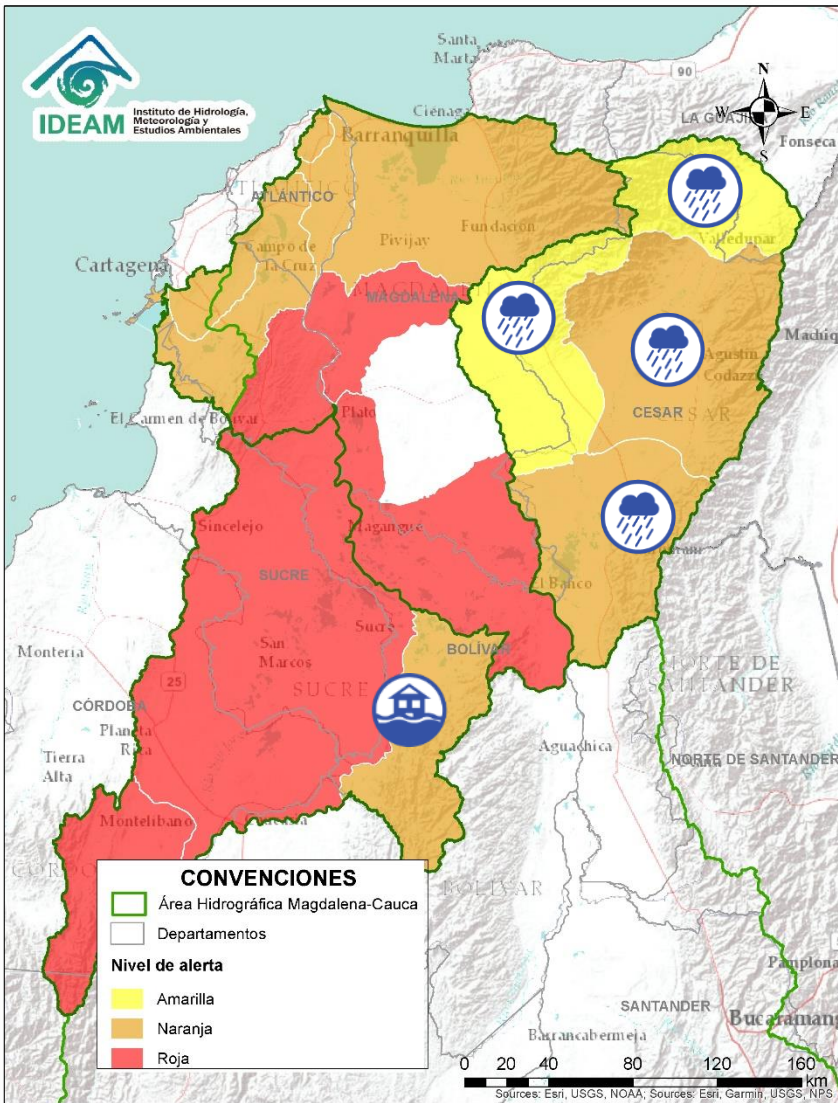 IDEAM
Instituto de Hidrología,
Meteorología y
Estudios Ambientales
Santa
Marta
90
N
W
E
S
LA GUAJI
Ciénaga
Fonseca
Barranquilla
ATLÁNTICO
Valledupar
Fundación
Campo de
la Cruz
Pivijay
Cartagena
MAGDALENA
Machiq
Agustín
Codazzi
CESAR
CESAR
El Carmen de Bolívar
Plato
Sincelejo
Magangué
SUCRE
El Banco
Sucre
San
Marcos
BOLÍVAR
Montería
25
SUCRE
NORTE DE
SANTANDER
CÓRDOBA
Planeta
Rica
Tierra
Alta
Aguachica
NORTE DE SANTANDER
Montelíbano
BOLÍVAR
CONVENCIONES
Área Hidrográfica Magdalena-Cauca
Departamentos
Nivel de alerta
Amarilla
Naranja
Roja
Pamplona
SANTANDER
Bucaramang
Barrancabermeja
0 20 40 80 120 160
km
Sources: Esri, USGS, NOAA; Sources: Esri, Garmin, USGS, NPS